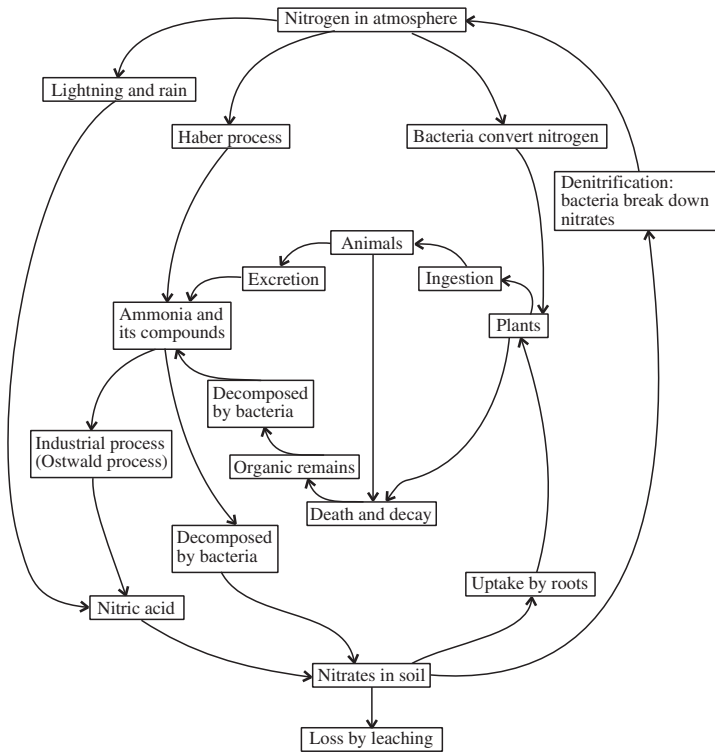 Nitrogen in atmosphere
Lightning and rain
Haber process
Bacteria convert nitrogen
Denitrification:
bacteria break down
nitrates
Animals
Excretion
Ingestion
Ammonia and
its compounds
Plants
Decomposed
by bacteria
Industrial process
(Ostwald process)
Organic remains
Death and decay
Decomposed
by bacteria
Uptake by roots
Nitric acid
Nitrates in soil
Loss by leaching